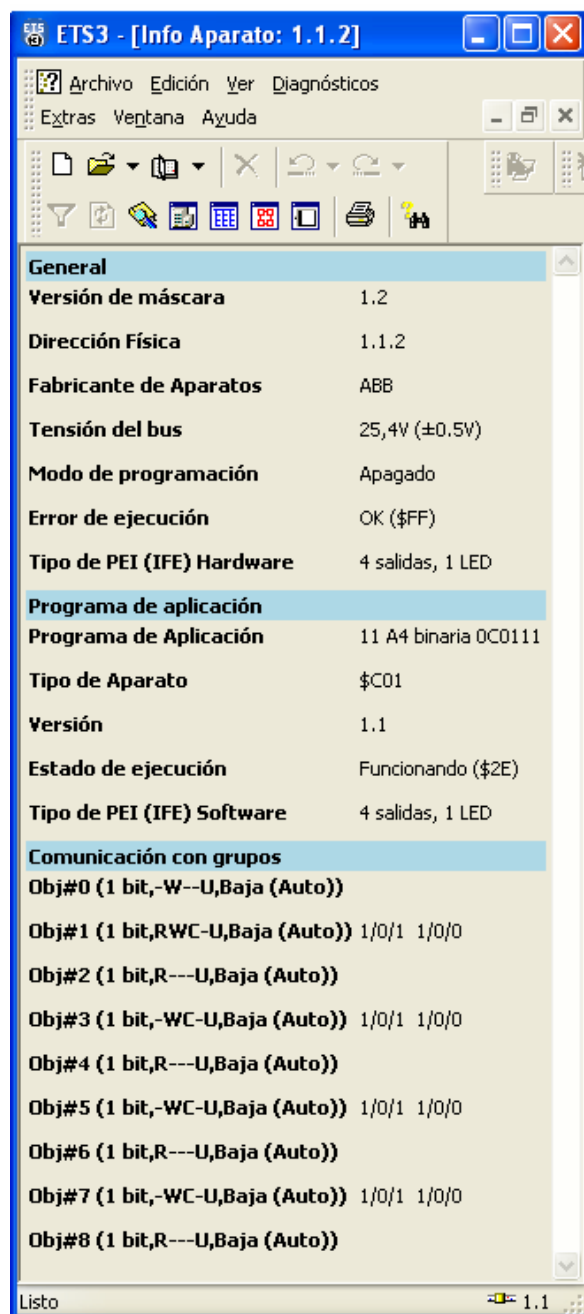 ETS3 - [Info Aparato: 1.1.2]
Archivo Edición Ver Diagnósticos
Extras Ventana Ayuda
General
Versión de máscara 1.2
Dirección Física 1.1.2
Fabricante de Aparatos ABB
Tensión del bus 25,4V (±0.5V)
Modo de programación Apagado
Error de ejecución OK ($FF)
Tipo de PEI (IFE) Hardware 4 salidas, 1 LED
Programa de aplicación
Programa de Aplicación 11 A4 binaria 0C0111
Tipo de Aparato $C01
Versión 1.1
Estado de ejecución Funcionando ($2E)
Tipo de PEI (IFE) Software 4 salidas, 1 LED
Comunicación con grupos
Obj#0 (1 bit,-W--U,Baja (Auto))
Obj#1 (1 bit,RWC-U,Baja (Auto)) 1/0/1 1/0/0
Obj#2 (1 bit,R---U,Baja (Auto))
Obj#3 (1 bit,-WC-U,Baja (Auto)) 1/0/1 1/0/0
Obj#4 (1 bit,R---U,Baja (Auto))
Obj#5 (1 bit,-WC-U,Baja (Auto)) 1/0/1 1/0/0
Obj#6 (1 bit,R---U,Baja (Auto))
Obj#7 (1 bit,-WC-U,Baja (Auto)) 1/0/1 1/0/0
Obj#8 (1 bit,R---U,Baja (Auto))
Listo 1.1